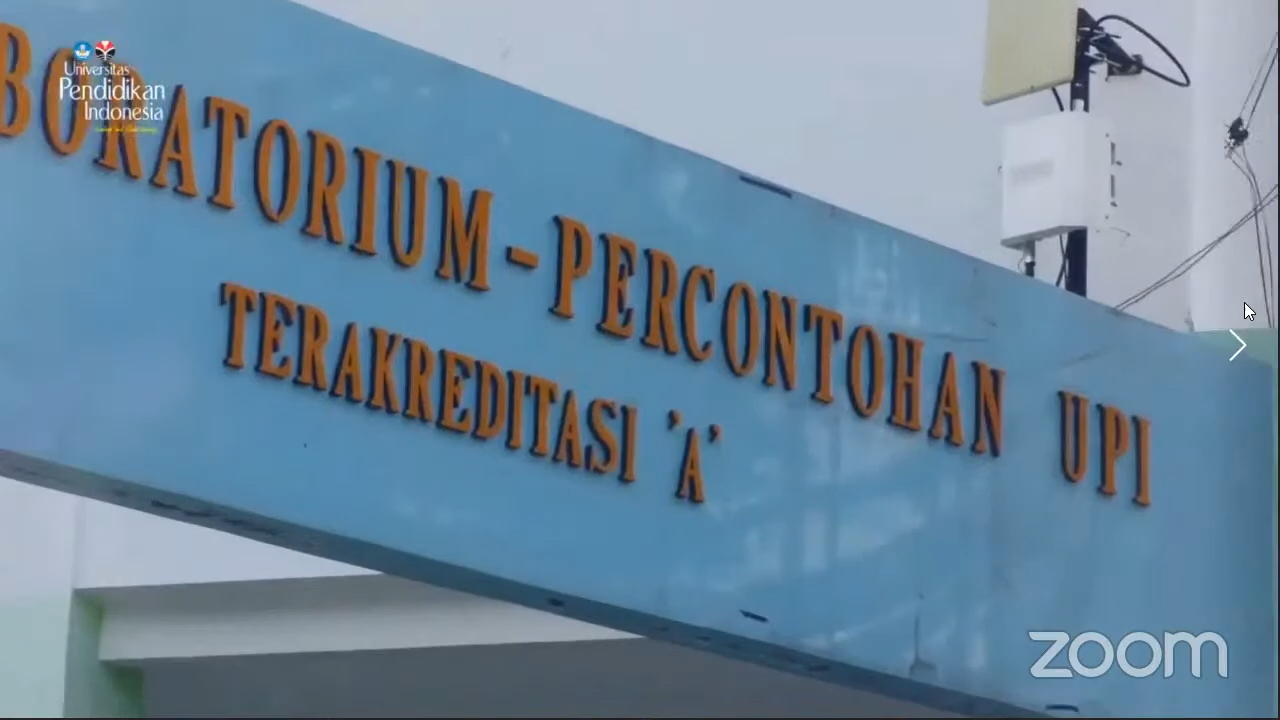 Universitas
Pendidikan
Indonesia
BORATORIUM-PERCONTOHAN UPI
TERAKREDITASI 'A'
zoom